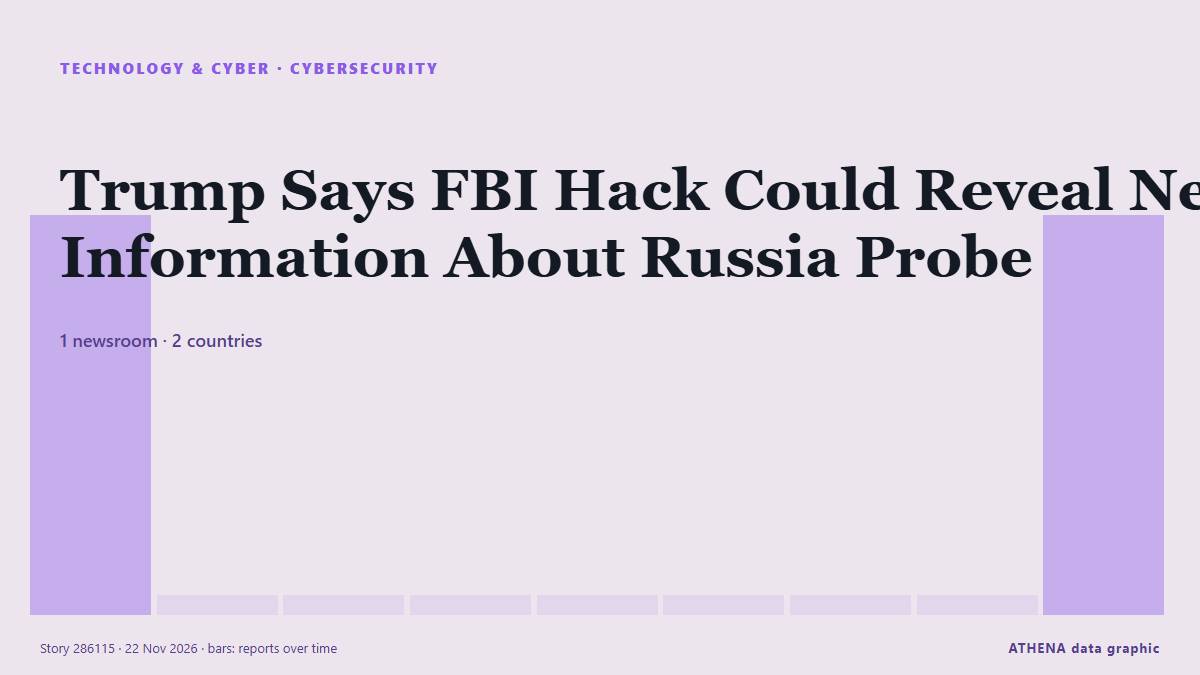 TECHNOLOGY & CYBER · CYBERSECURITY
Trump Says FBI Hack Could Reveal
Information About Russia Probe
1 newsroom · 2 countries
Story 286115 · 22 Nov 2026 · bars: reports over time
ATHENA data graphic